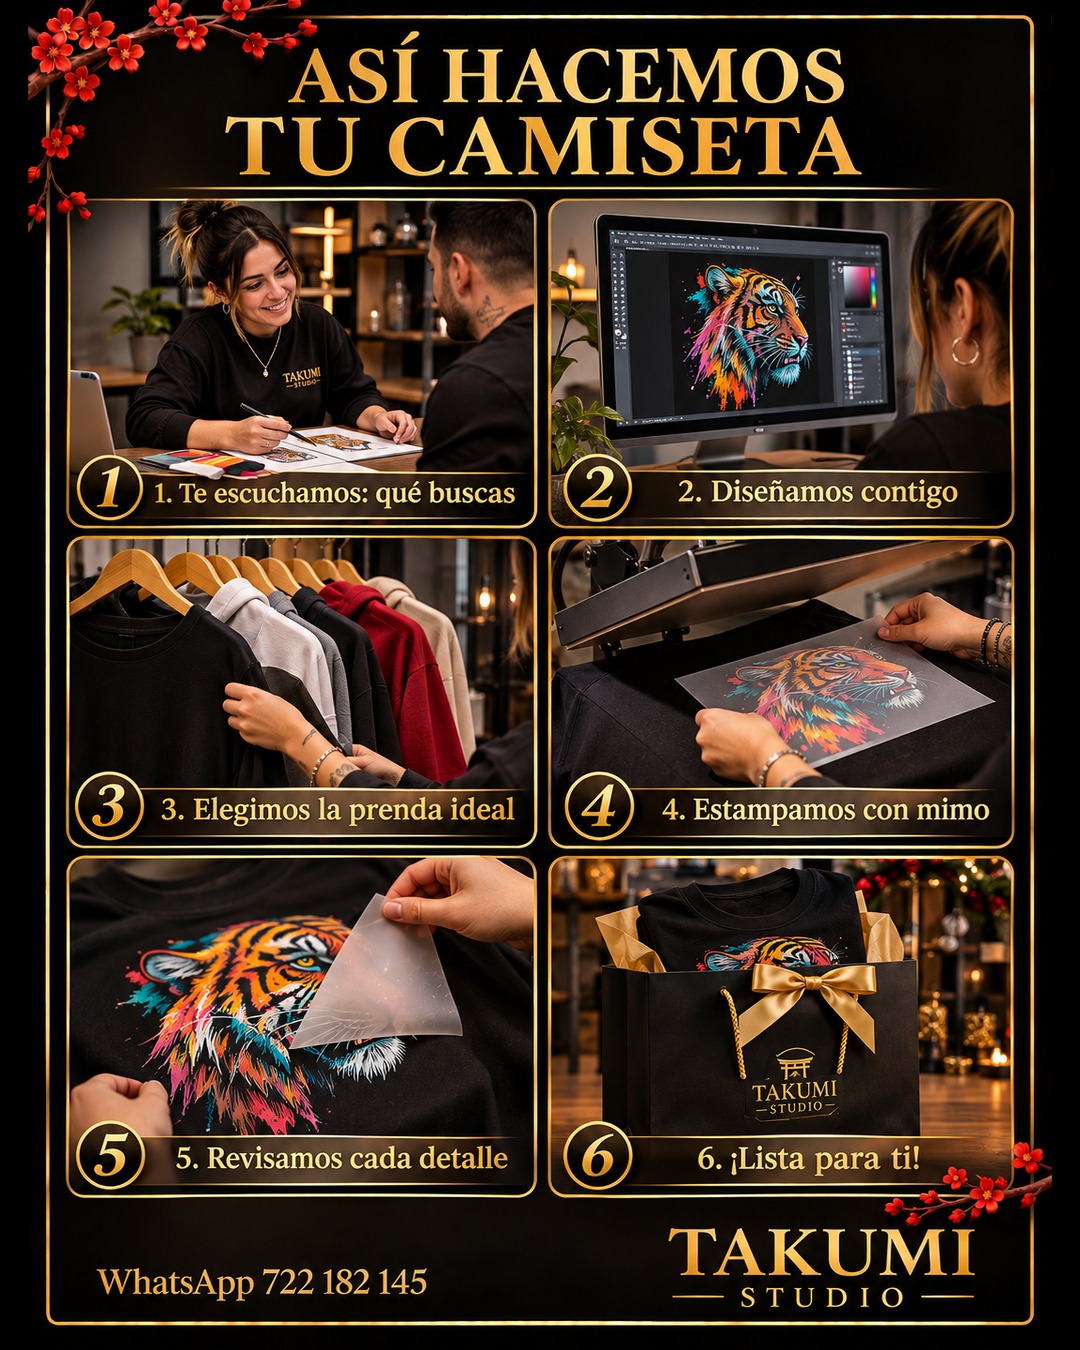 ASÍ HACEMOS
TU CAMISETA
TAKUMI
STUDIO
1
1. Te escuchamos: qué buscas
2
2. Diseñamos contigo
3
3. Elegimos la prenda ideal
4
4. Estampamos con mimo
5
5. Revisamos cada detalle
TAKUMI
STUDIO
6
6. ¡Lista para ti!
WhatsApp 722 182 145
TAKUMI
STUDIO